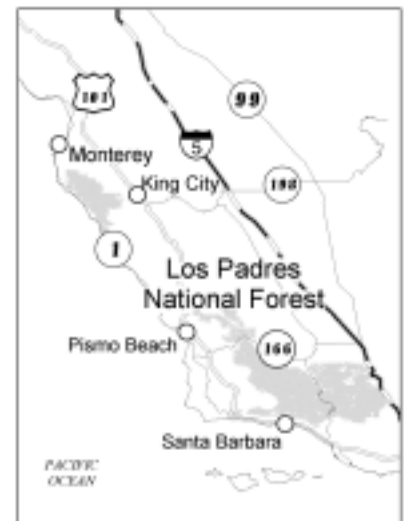 101
99
5
Monterey
King City
198
1
Los Padres
National Forest
Pismo Beach
166
Santa Barbara
PACIFIC
OCEAN